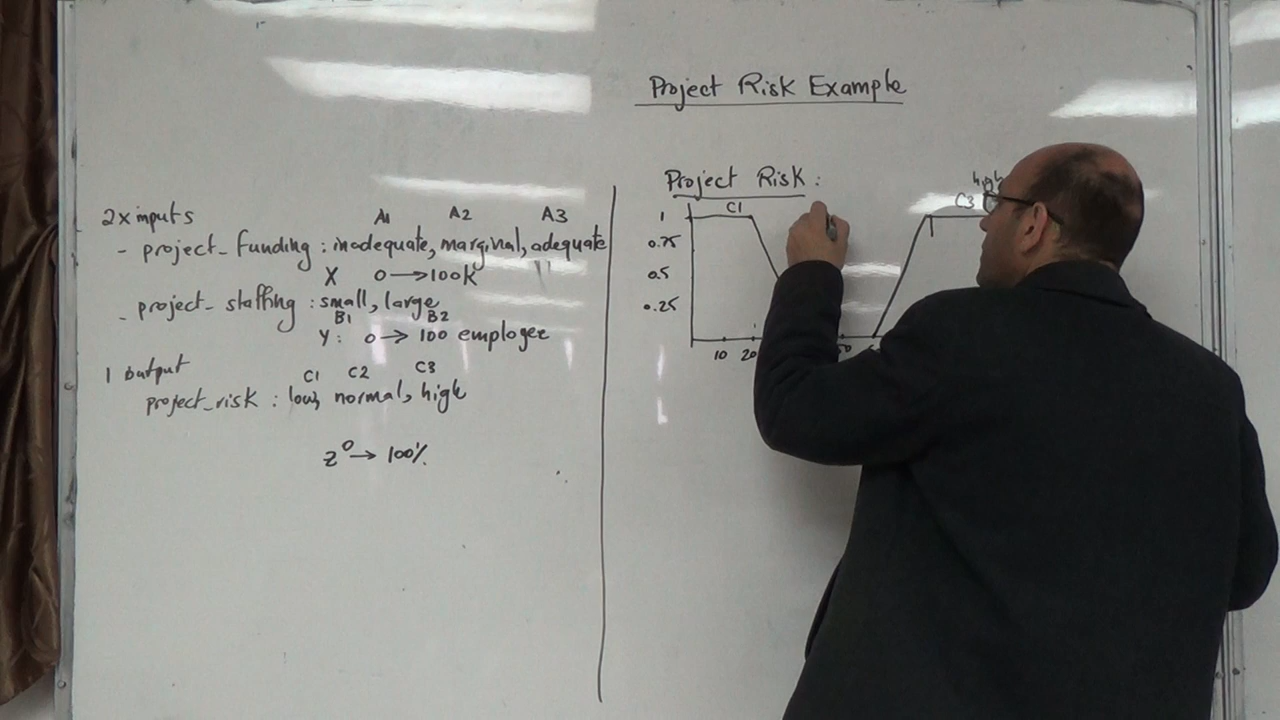 Project Risk Example
2x inputs
A1 A2 A3
- project_funding : inadequate, marginal, adequate
X 0→100K
- project_staffing : small, large
B1 B2
Y: 0→ 100 employee
1 output
C1 C2 C3
project_risk : low, normal, high
Z 0→ 100%
Project Risk :
high
C1 C3
1
0.75
0.5
0.25
10 20